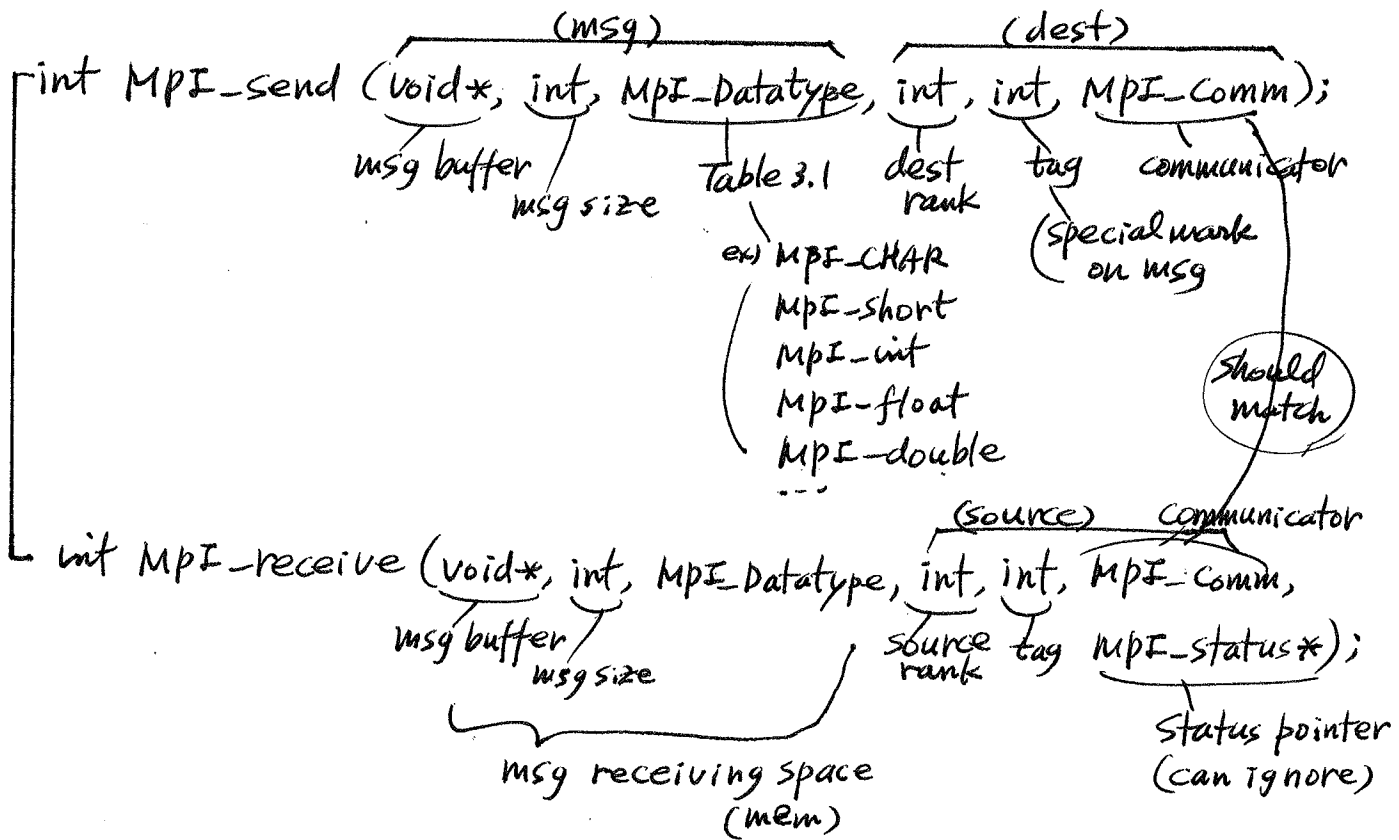 (msg) (dest)
int MPI_send (void*, int, MPI_Datatype, int, int, MPI_Comm);
msg buffer msg size Table 3.1 dest rank tag communicator
(special mark
on msg
ex) MPI_CHAR
MPI_short
MPI_int
MPI_float
MPI_double
...
should
match
(source) communicator
int MPI_receive (void*, int, MPI_Datatype, int, int, MPI_Comm,
MPI_status*);
msg buffer msg size source rank tag
status pointer
(can ignore)
msg receiving space
(mem)